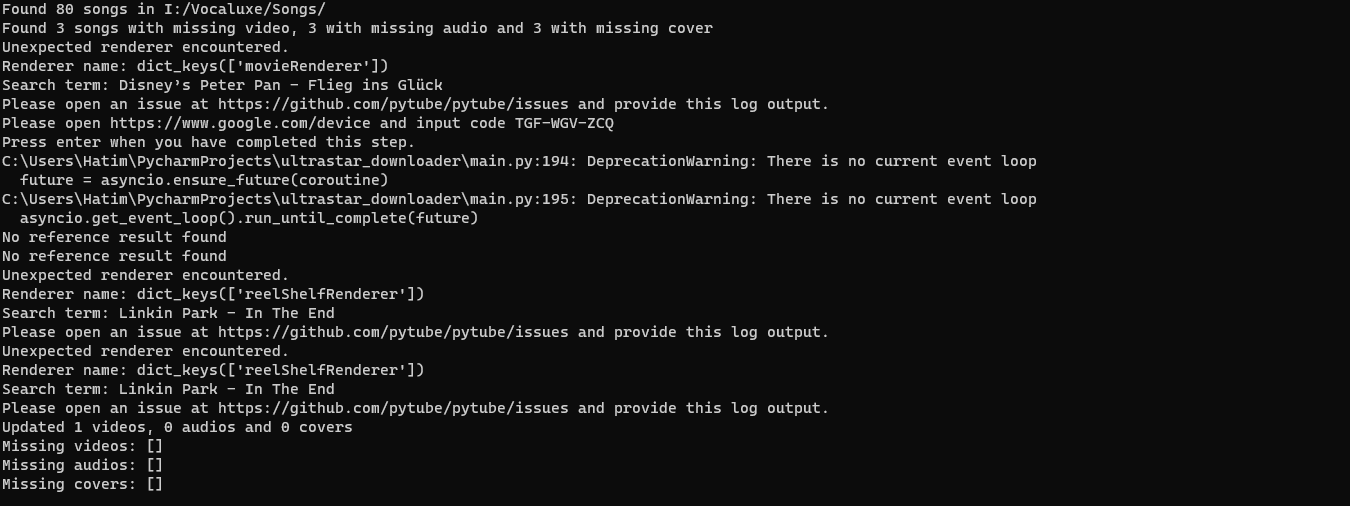 Found 80 songs in I:/Vocaluxe/Songs/
Found 3 songs with missing video, 3 with missing audio and 3 with missing cover
Unexpected renderer encountered.
Renderer name: dict_keys(['movieRenderer'])
Search term: Disney’s Peter Pan - Flieg ins Glück
Please open an issue at https://github.com/pytube/pytube/issues and provide this log output.
Please open https://www.google.com/device and input code TGF-WGV-ZCQ
Press enter when you have completed this step.
C:\Users\Hatim\PycharmProjects\ultrastar_downloader\main.py:194: DeprecationWarning: There is no current event loop
  future = asyncio.ensure_future(coroutine)
C:\Users\Hatim\PycharmProjects\ultrastar_downloader\main.py:195: DeprecationWarning: There is no current event loop
  asyncio.get_event_loop().run_until_complete(future)
No reference result found
No reference result found
Unexpected renderer encountered.
Renderer name: dict_keys(['reelShelfRenderer'])
Search term: Linkin Park - In The End
Please open an issue at https://github.com/pytube/pytube/issues and provide this log output.
Unexpected renderer encountered.
Renderer name: dict_keys(['reelShelfRenderer'])
Search term: Linkin Park - In The End
Please open an issue at https://github.com/pytube/pytube/issues and provide this log output.
Updated 1 videos, 0 audios and 0 covers
Missing videos: []
Missing audios: []
Missing covers: []